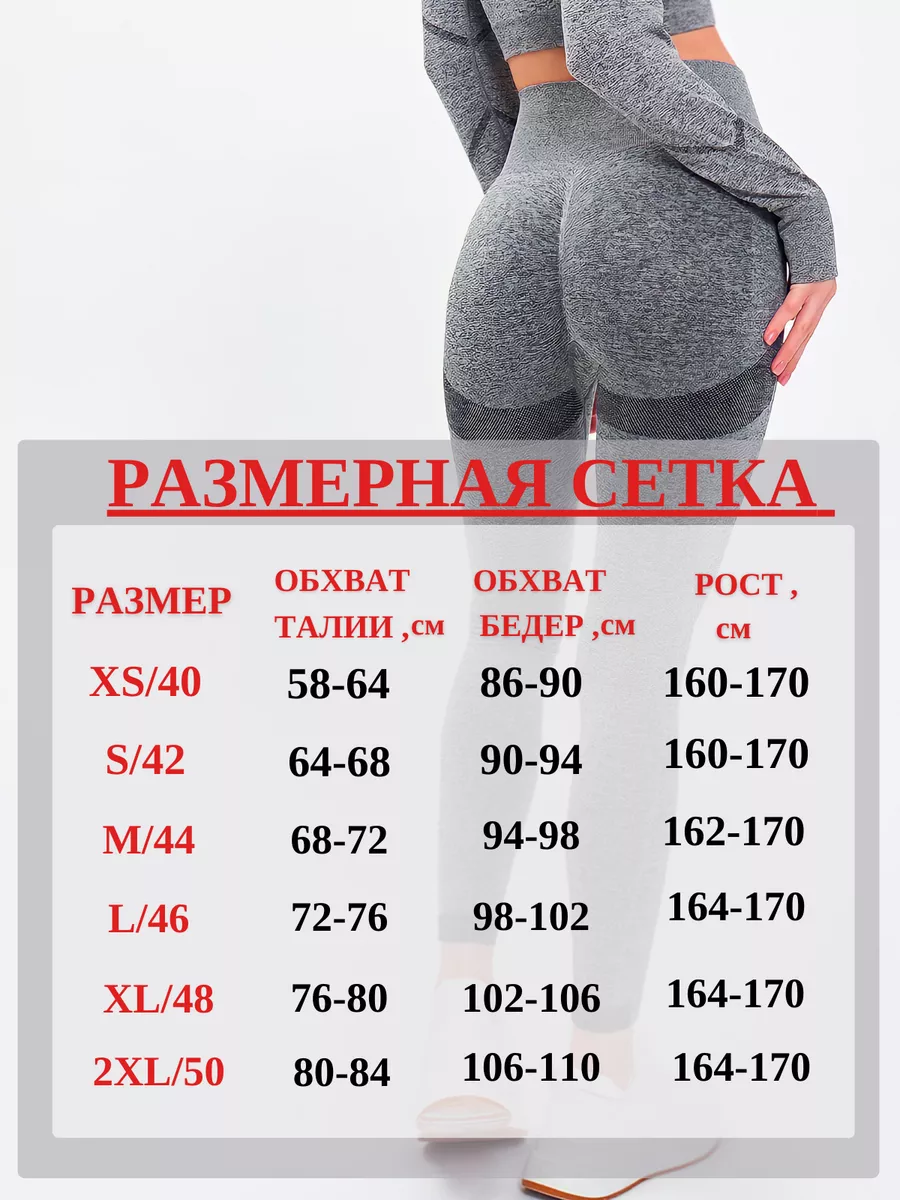 РАЗМЕРНАЯ СЕТКА
РАЗМЕР ОБХВАТ ТАЛИИ ,см ОБХВАТ БЕДЕР ,см РОСТ , см
XS/40 58-64 86-90 160-170
S/42 64-68 90-94 160-170
M/44 68-72 94-98 162-170
L/46 72-76 98-102 164-170
XL/48 76-80 102-106 164-170
2XL/50 80-84 106-110 164-170